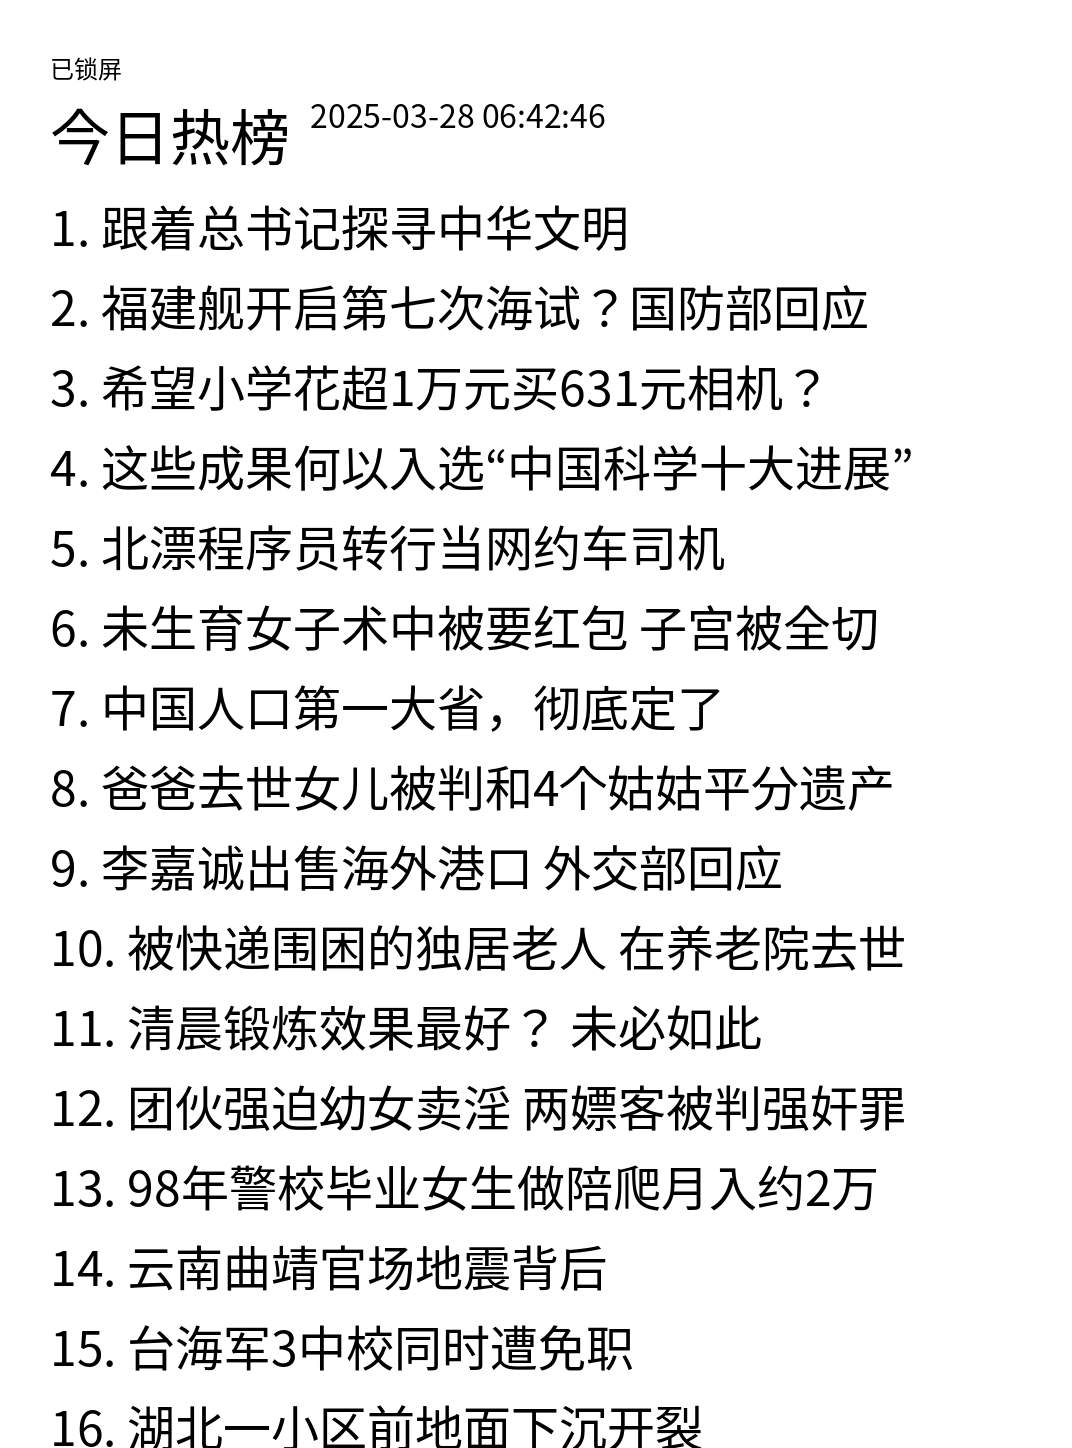 已锁屏
今日热榜 2025-03-28 06:42:46
1. 跟着总书记探寻中华文明
2. 福建舰开启第七次海试？国防部回应
3. 希望小学花超1万元买631元相机？
4. 这些成果何以入选“中国科学十大进展”
5. 北漂程序员转行当网约车司机
6. 未生育女子术中被要红包 子宫被全切
7. 中国人口第一大省，彻底定了
8. 爸爸去世女儿被判和4个姑姑平分遗产
9. 李嘉诚出售海外港口 外交部回应
10. 被快递围困的独居老人 在养老院去世
11. 清晨锻炼效果最好？ 未必如此
12. 团伙强迫幼女卖淫 两嫖客被判强奸罪
13. 98年警校毕业女生做陪爬月入约2万
14. 云南曲靖官场地震背后
15. 台海军3中校同时遭免职
16. 湖北一小区前地面下沉开裂